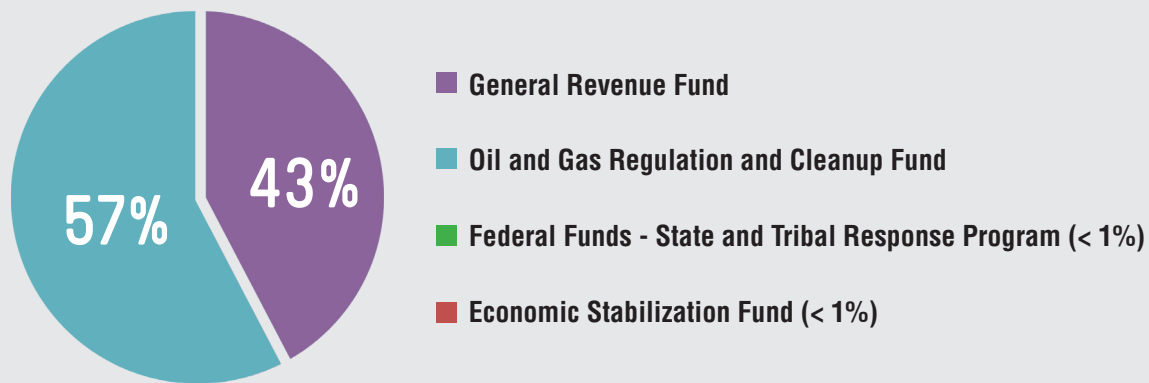 57%
43%
General Revenue Fund
Oil and Gas Regulation and Cleanup Fund
Federal Funds - State and Tribal Response Program (< 1%)
Economic Stabilization Fund (< 1%)